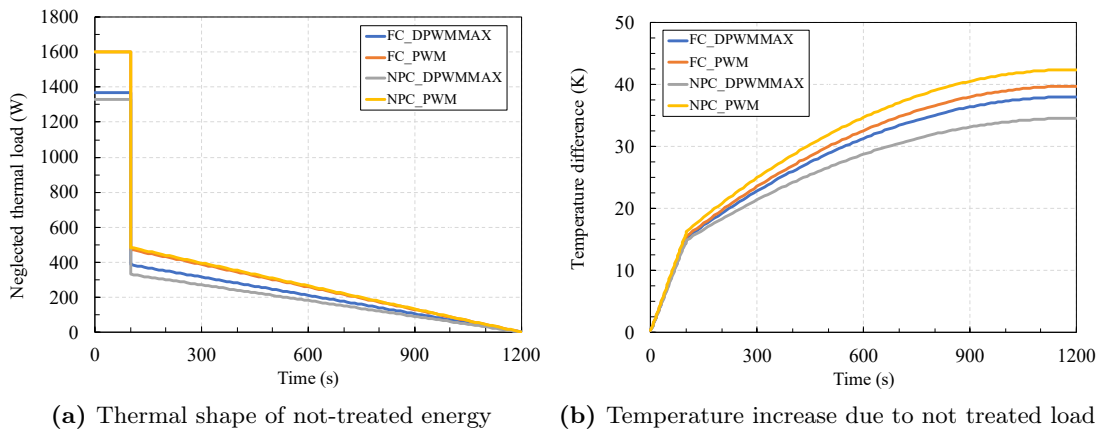 Neglected thermal load (W)
1800
1600
1400
1200
1000
800
600
400
200
0
FC_DPWMMAX
FC_PWM
NPC_DPWMMAX
NPC_PWM
0 300 600 900 1200
Time (s)
(a) Thermal shape of not-treated energy
Temperature difference (K)
50
40
30
20
10
0
FC_DPWMMAX
FC_PWM
NPC_DPWMMAX
NPC_PWM
0 300 600 900 1200
Time (s)
(b) Temperature increase due to not treated load